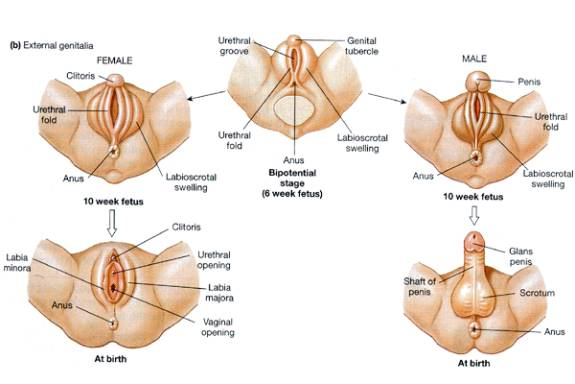 (b) External genitalia
FEMALE
Clitoris
Urethral
fold
Anus
Labioscrotal
swelling
10 week fetus
Urethral
groove
Genital
tubercle
Urethral
fold
Labioscrotal
swelling
Anus
Bipotential
stage
(6 week fetus)
MALE
Penis
Urethral
fold
Anus
Labioscrotal
swelling
10 week fetus
Clitoris
Labia
minora
Urethral
opening
Labia
majora
Anus
Vaginal
opening
At birth
Glans
penis
Shaft of
penis
Scrotum
Anus
At birth